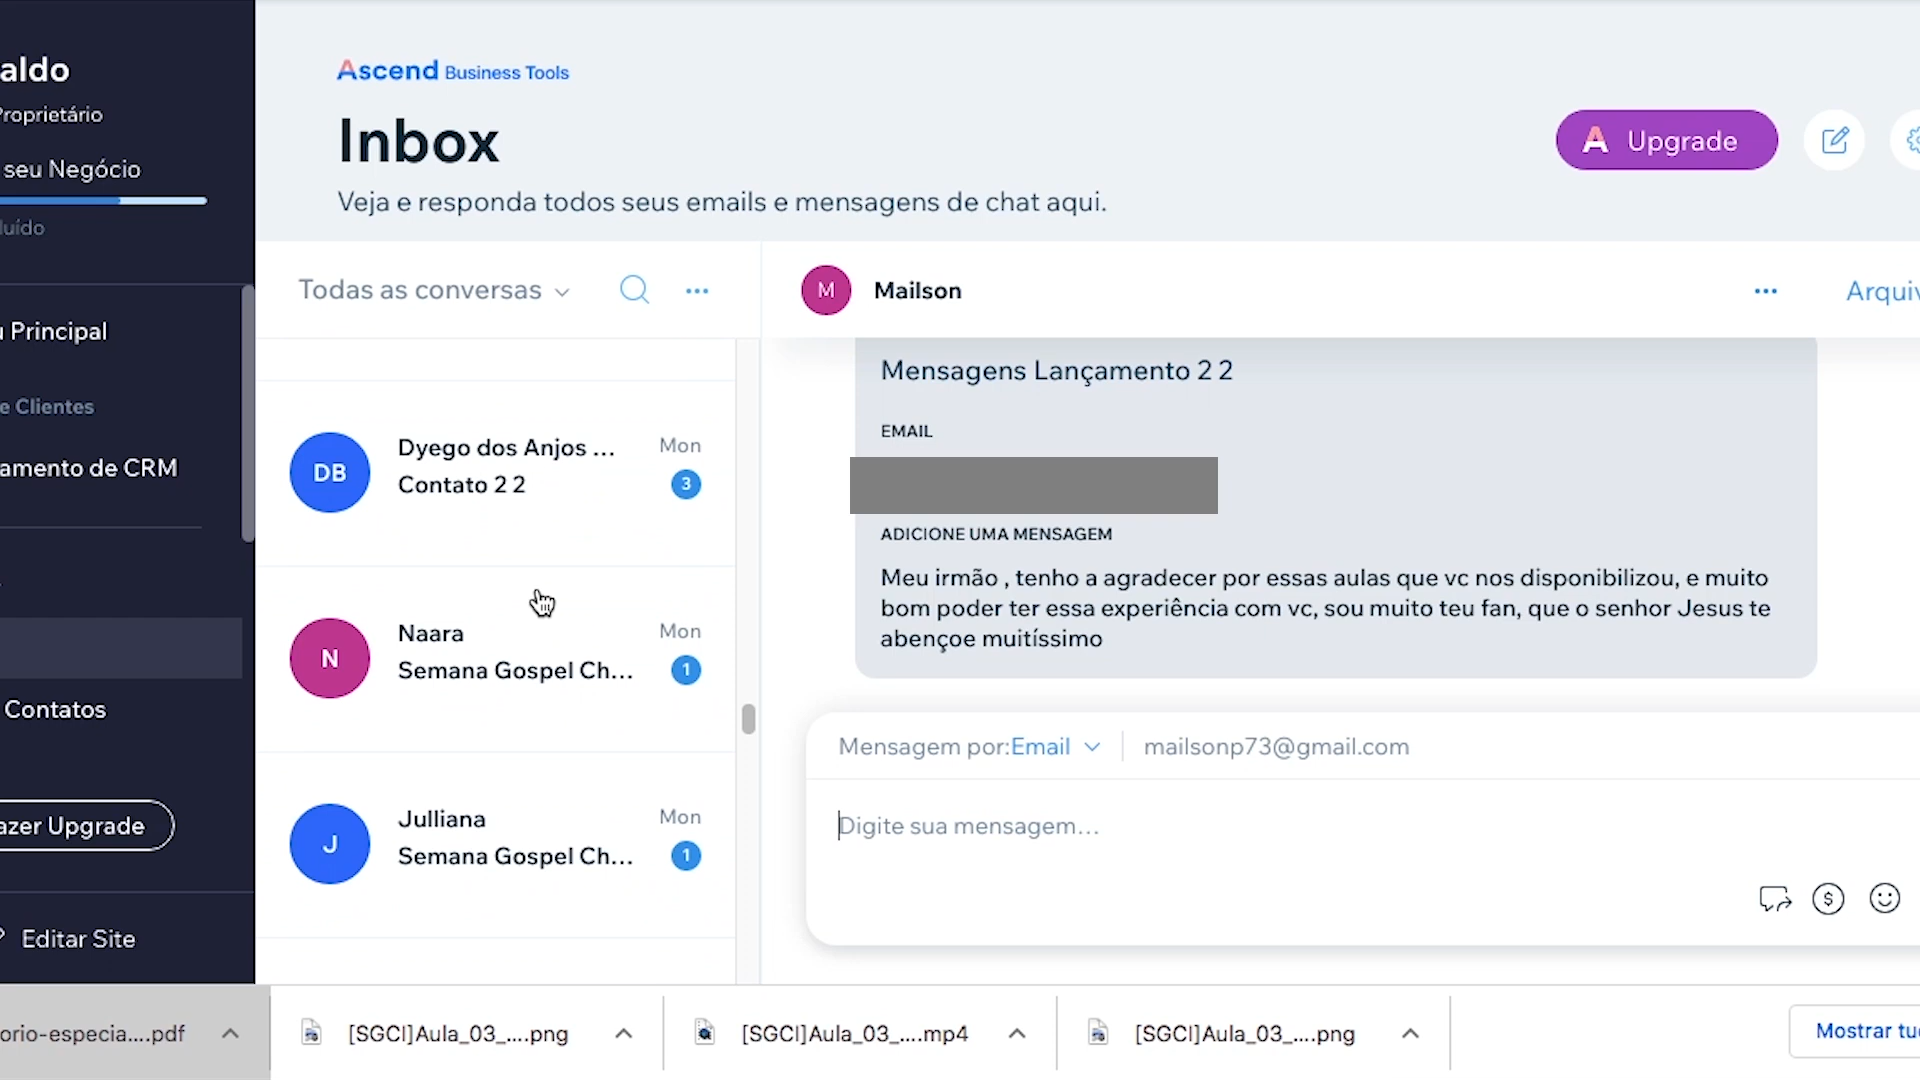 aldo
Proprietário
seu Negócio
luído
Principal
e Clientes
amento de CRM
Contatos
azer Upgrade
Editar Site
Ascend Business Tools
Inbox
Veja e responda todos seus emails e mensagens de chat aqui.
A Upgrade
Todas as conversas
DB
Dyego dos Anjos ...
Mon
Contato 2 2
3
N
Naara
Mon
Semana Gospel Ch...
1
J
Julliana
Mon
Semana Gospel Ch...
1
M
Mailson
Arquiv
Mensagens Lançamento 2 2
EMAIL
ADICIONE UMA MENSAGEM
Meu irmão , tenho a agradecer por essas aulas que vc nos disponibilizou, e muito
bom poder ter essa experiência com vc, sou muito teu fan, que o senhor Jesus te
abençoe muitíssimo
Mensagem por:Email
mailsonp73@gmail.com
Digite sua mensagem...
orio-especia....pdf
[SGCI]Aula_03_....png
[SGCI]Aula_03_....mp4
[SGCI]Aula_03_....png
Mostrar tud